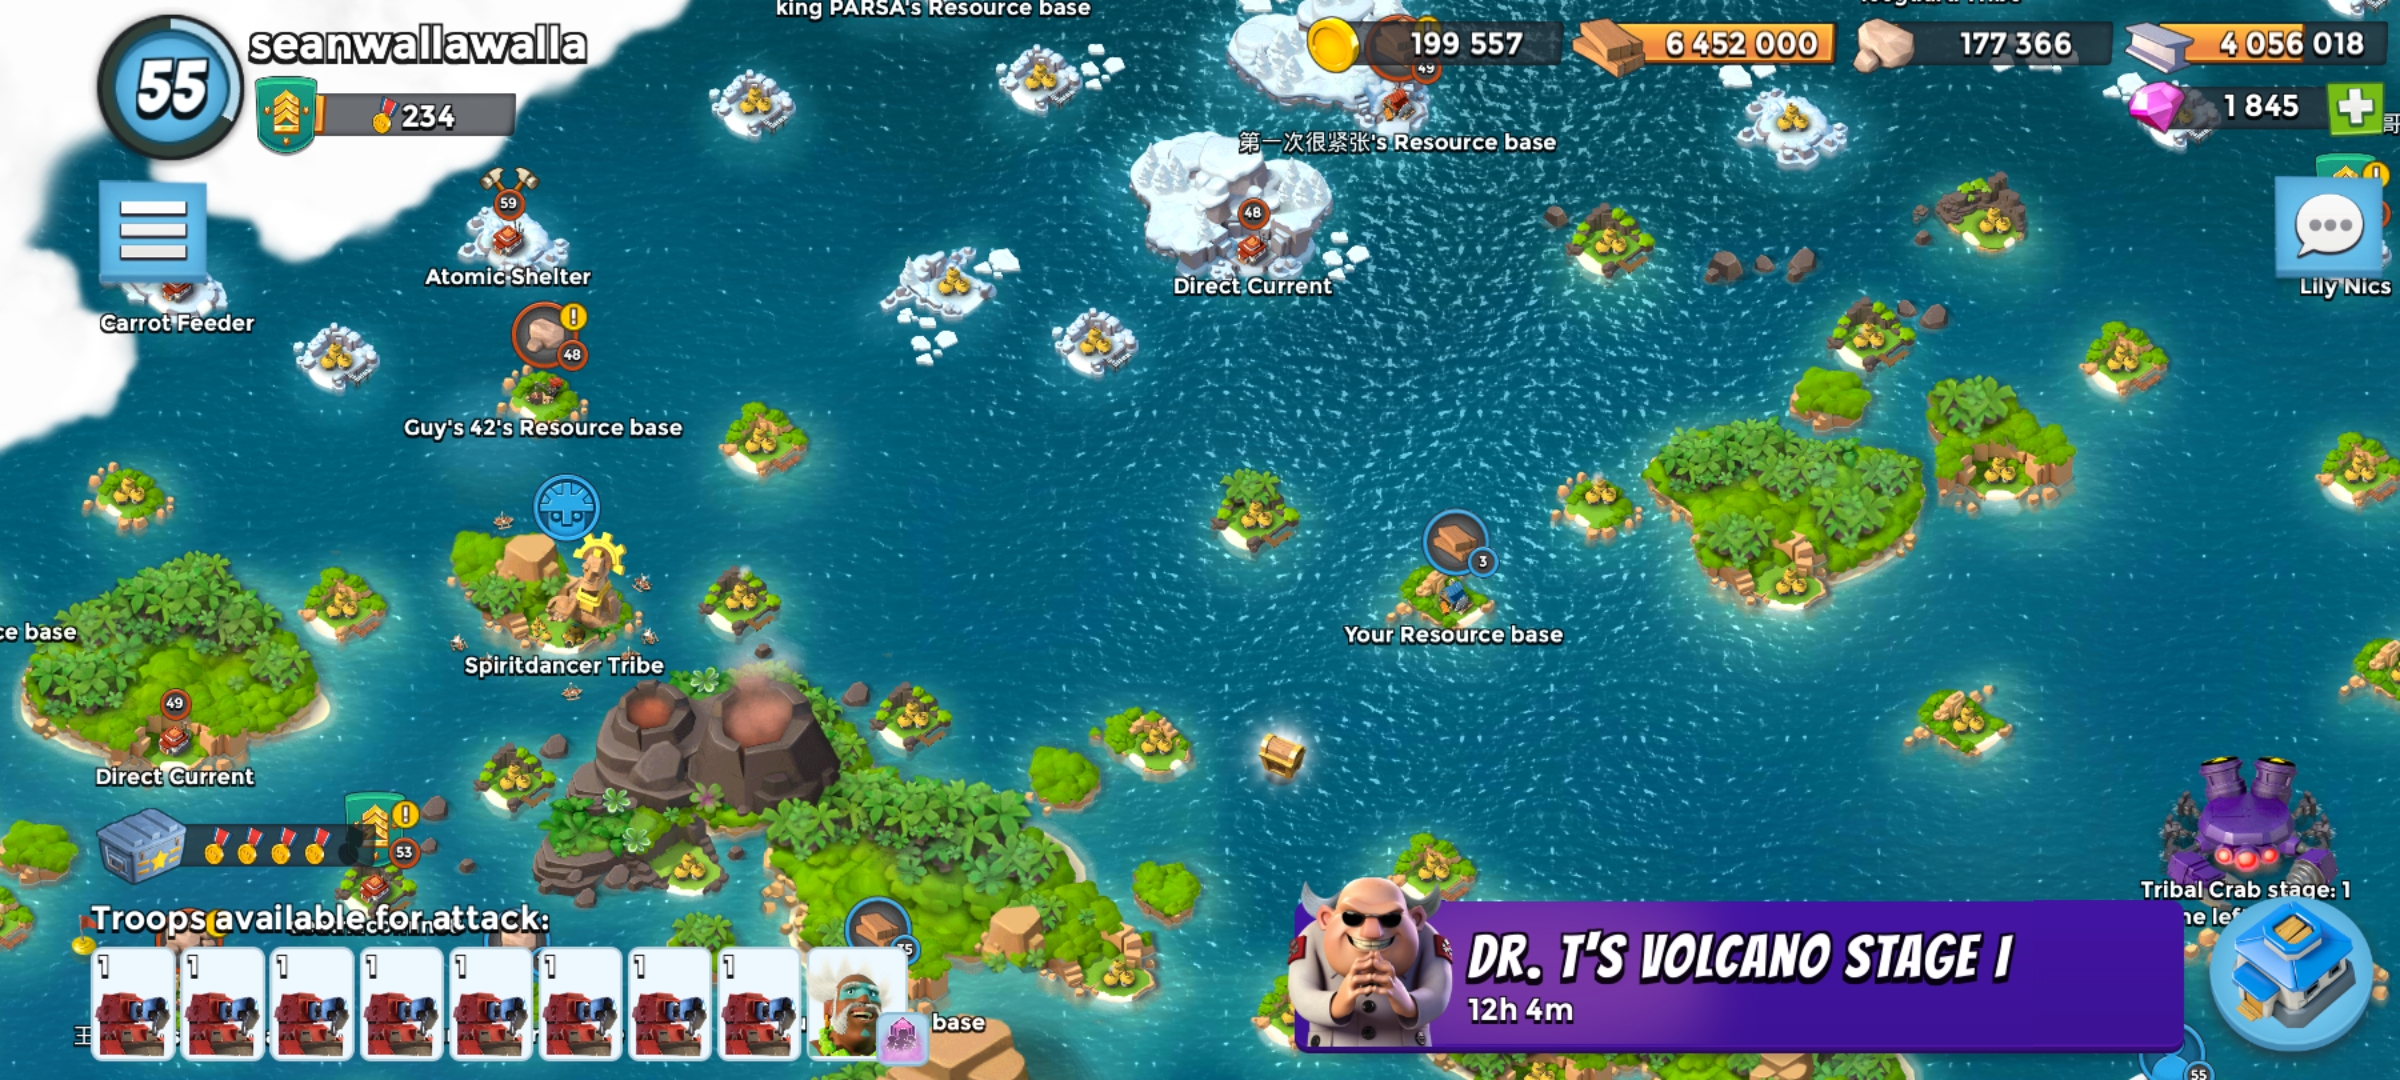 king PARSA's Resource base
55
seanwallawalla
234
199 557
6 452 000
177 366
4 056 018
49
1 845
第一次很紧张's Resource base
59
Atomic Shelter
48
Direct Current
Lily Nics
Carrot Feeder
48
Guy's 42's Resource base
3
Your Resource base
ce base
Spiritdancer Tribe
49
Direct Current
53
Tribal Crab stage: 1
Troops available for attack:
1 1 1 1 1 1 1 1
base
DR. T'S VOLCANO STAGE I
12h 4m
55